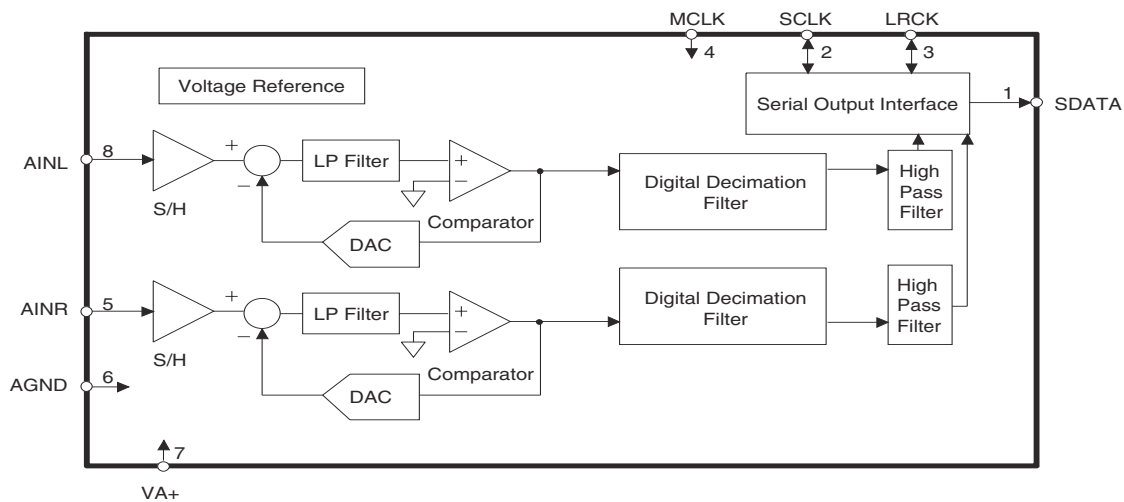 MCLK SCLK LRCK
4 2 3
Voltage Reference
Serial Output Interface
1
SDATA
AINL
8
S/H
+
−
LP Filter
+
−
Comparator
DAC
Digital Decimation
Filter
High
Pass
Filter
AINR
5
S/H
+
−
LP Filter
+
−
Comparator
DAC
Digital Decimation
Filter
High
Pass
Filter
AGND
6
7
VA+